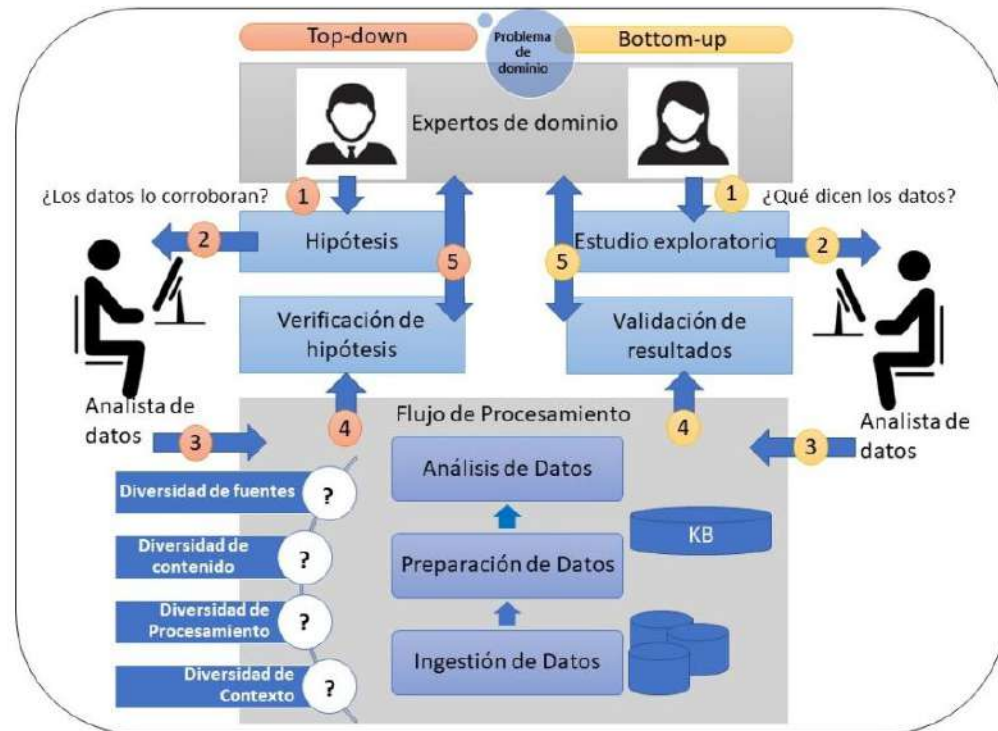 Top-down
Problema
de
dominio
Bottom-up
Expertos de dominio
¿Los datos lo corroboran?
1
1
¿Qué dicen los datos?
2
Hipótesis
5
5
Estudio exploratorio
2
Verificación de
hipótesis
Validación de
resultados
Analista de
datos
3
4
Flujo de Procesamiento
4
3
Analista de
datos
Diversidad de fuentes
?
Diversidad de
contenido
?
Diversidad de
Procesamiento
?
Diversidad de
Contexto
?
Análisis de Datos
Preparación de Datos
Ingestión de Datos
KB